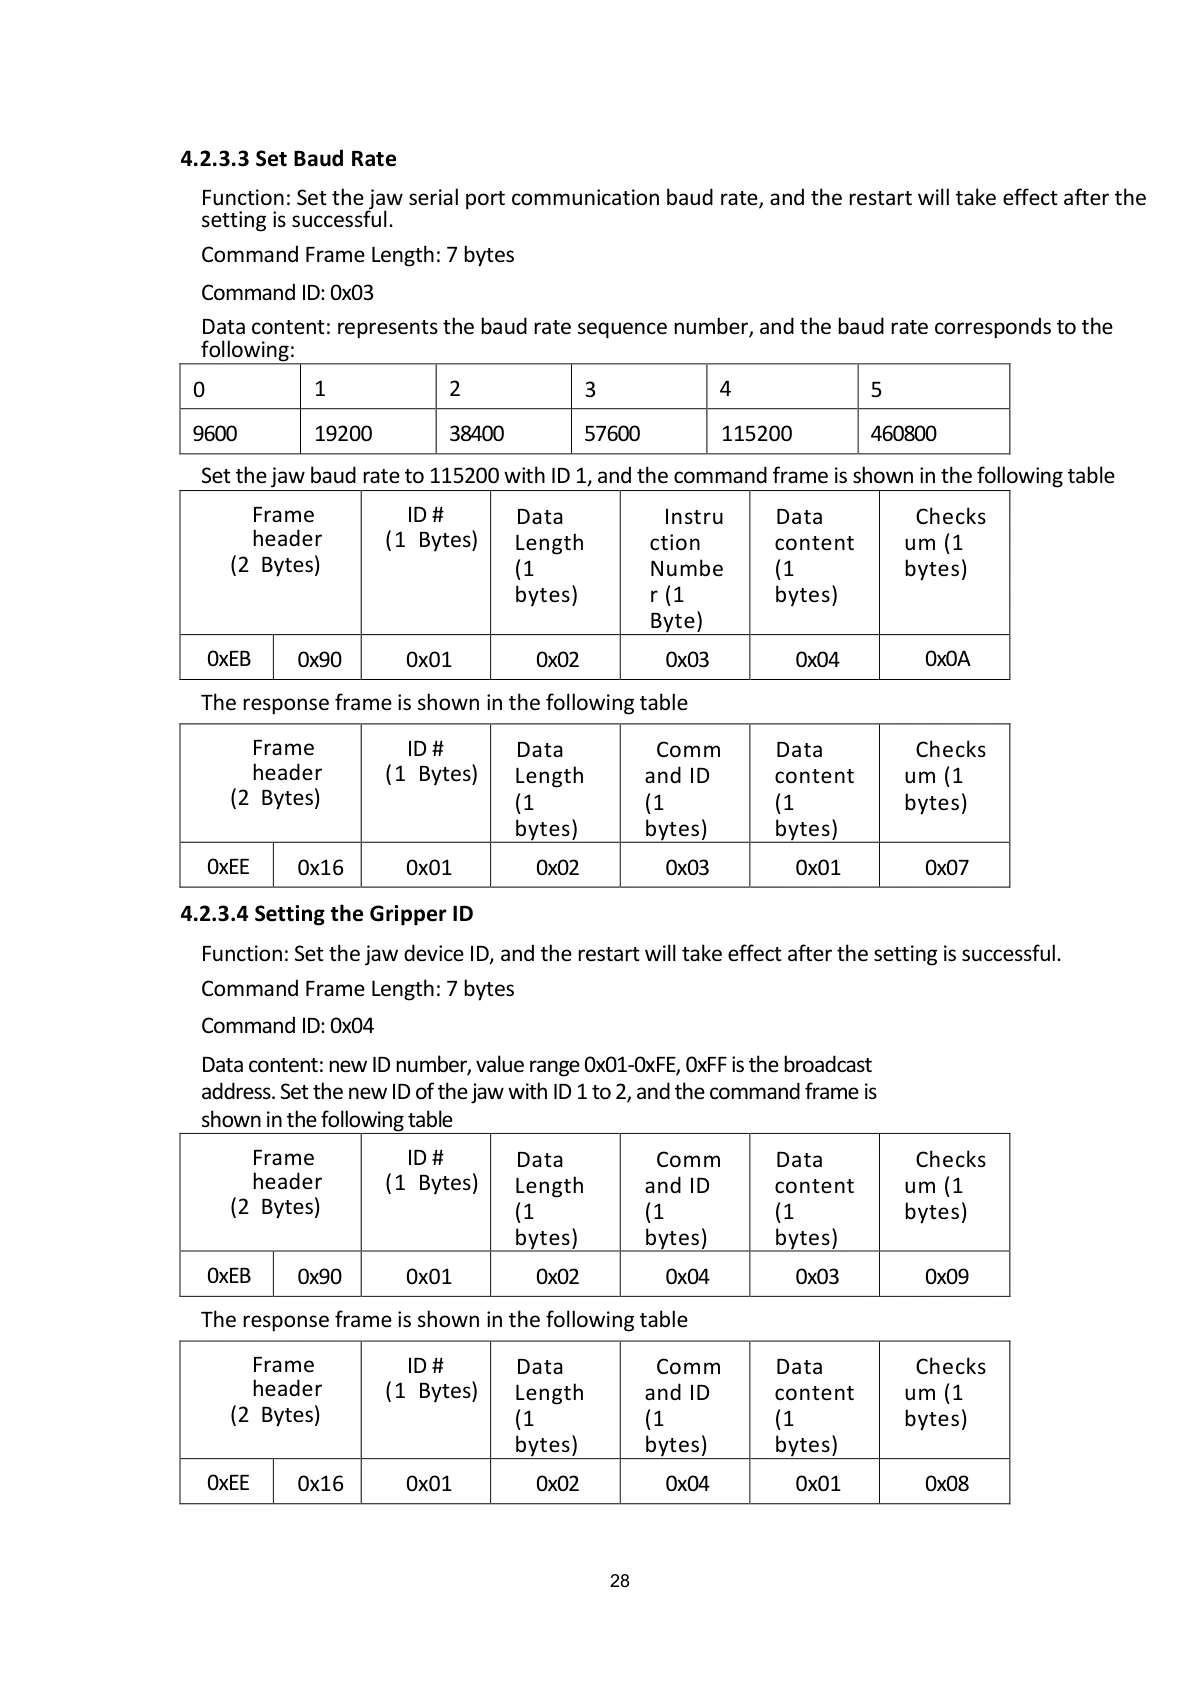 4.2.3.3 Set Baud Rate
Function: Set the jaw serial port communication baud rate, and the restart will take effect after the
setting is successful.
Command Frame Length: 7 bytes
Command ID: 0x03
Data content: represents the baud rate sequence number, and the baud rate corresponds to the
following:
0 1 2 3 4 5
9600 19200 38400 57600 115200 460800
Set the jaw baud rate to 115200 with ID 1, and the command frame is shown in the following table
Frame
header
(2 Bytes)
ID #
(1 Bytes)
Data
Length
(1
bytes)
Instru
ction
Numbe
r (1
Byte)
Data
content
(1
bytes)
Checks
um (1
bytes)
0xEB 0x90 0x01 0x02 0x03 0x04 0x0A
The response frame is shown in the following table
Frame
header
(2 Bytes)
ID #
(1 Bytes)
Data
Length
(1
bytes)
Comm
and ID
(1
bytes)
Data
content
(1
bytes)
Checks
um (1
bytes)
0xEE 0x16 0x01 0x02 0x03 0x01 0x07
4.2.3.4 Setting the Gripper ID
Function: Set the jaw device ID, and the restart will take effect after the setting is successful.
Command Frame Length: 7 bytes
Command ID: 0x04
Data content: new ID number, value range 0x01-0xFE, 0xFF is the broadcast
address. Set the new ID of the jaw with ID 1 to 2, and the command frame is
shown in the following table
Frame
header
(2 Bytes)
ID #
(1 Bytes)
Data
Length
(1
bytes)
Comm
and ID
(1
bytes)
Data
content
(1
bytes)
Checks
um (1
bytes)
0xEB 0x90 0x01 0x02 0x04 0x03 0x09
The response frame is shown in the following table
Frame
header
(2 Bytes)
ID #
(1 Bytes)
Data
Length
(1
bytes)
Comm
and ID
(1
bytes)
Data
content
(1
bytes)
Checks
um (1
bytes)
0xEE 0x16 0x01 0x02 0x04 0x01 0x08
28